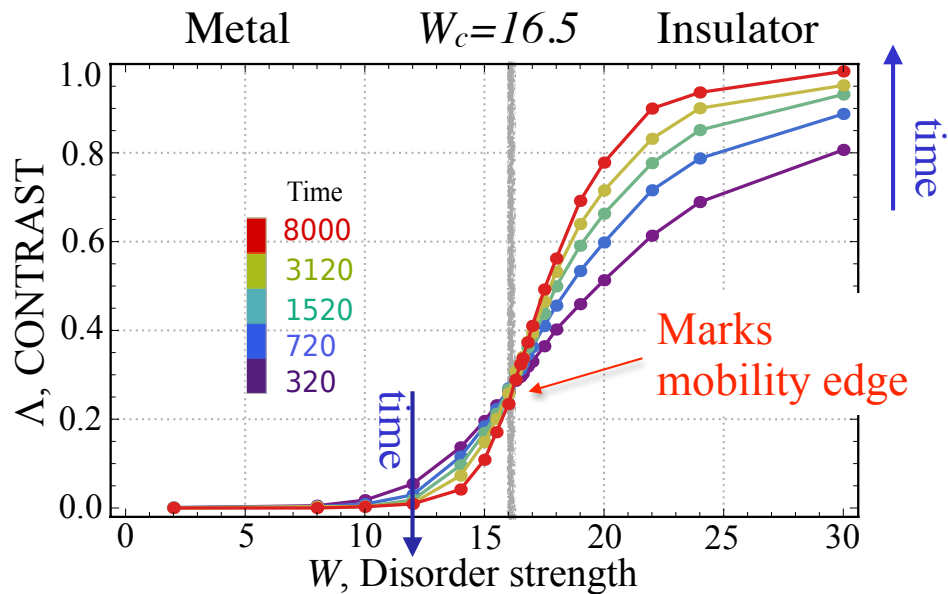 Metal W_c=16.5 Insulator
1.0
0.8
0.6
0.4
0.2
0.0
Λ, CONTRAST
Time
8000
3120
1520
720
320
time
time
Marks
mobility edge
0 5 10 15 20 25 30
W, Disorder strength